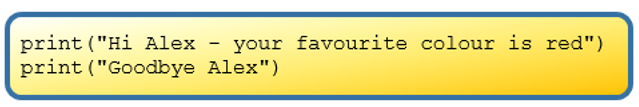 print("Hi Alex - your favourite colour is red")
print("Goodbye Alex")